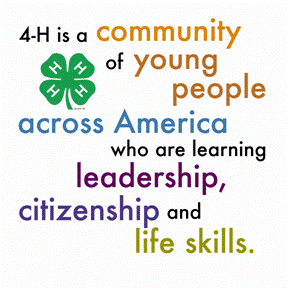 4-H is a community
of young
people
H H
H H
across America
who are learning
leadership,
citizenship and
life skills.